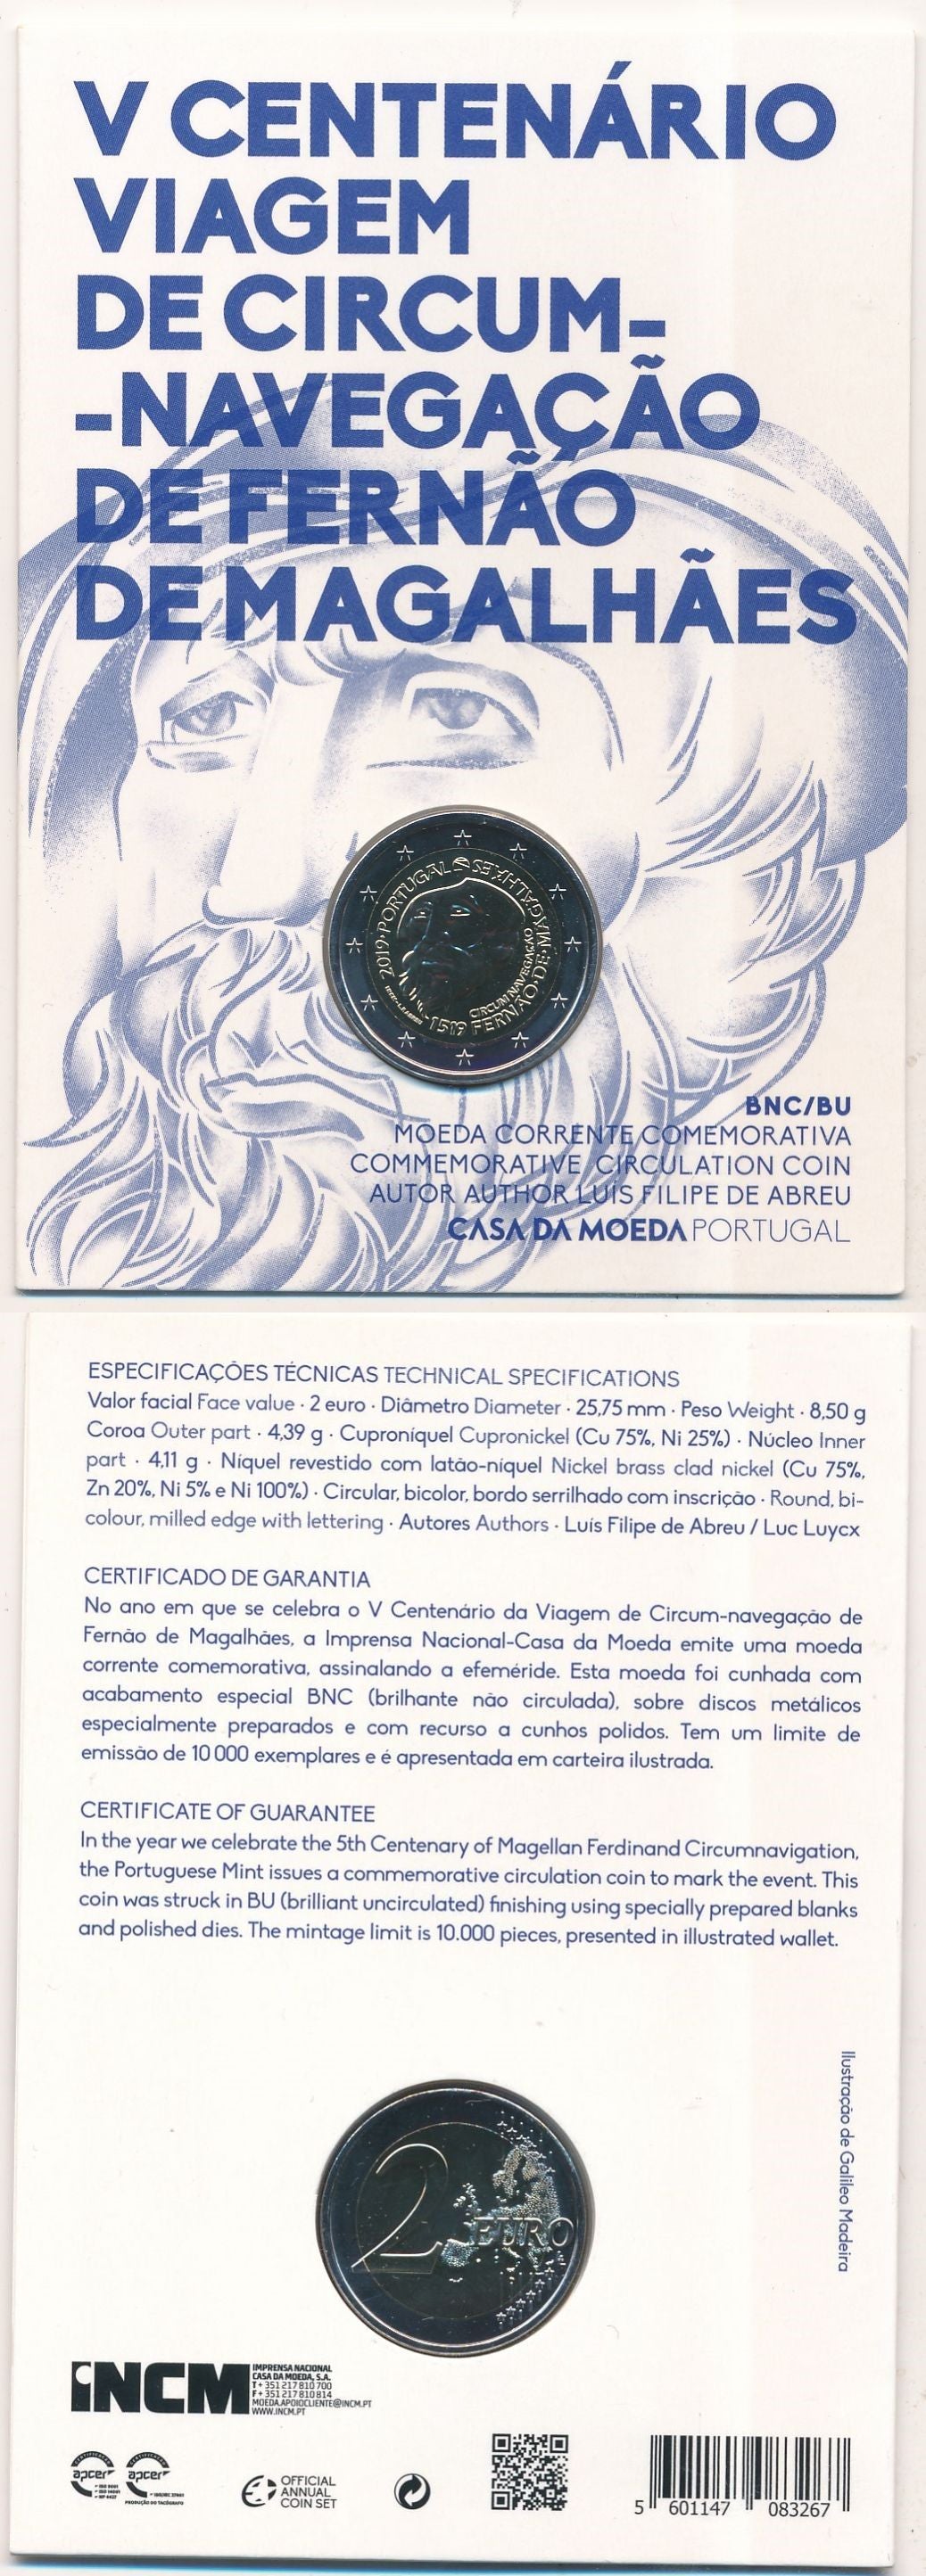 V CENTENÁRIO
VIAGEM
DE CIRCUM-
-NAVEGAÇÃO
DE FERNÃO
DE MAGALHÃES
2019·PORTUGAL
1519 FERNÃO·DE·MAGALHÃES
CIRCUM NAVEGAÇÃO
BNC/BU
MOEDA CORRENTE COMEMORATIVA
COMMEMORATIVE CIRCULATION COIN
AUTOR AUTHOR LUÍS FILIPE DE ABREU
CASA DA MOEDA PORTUGAL
ESPECIFICAÇÕES TÉCNICAS TECHNICAL SPECIFICATIONS
Valor facial Face value · 2 euro · Diâmetro Diameter · 25,75 mm · Peso Weight · 8,50 g
Coroa Outer part · 4,39 g · Cuproníquel Cupronickel (Cu 75%, Ni 25%) · Núcleo Inner
part · 4,11 g · Níquel revestido com latão-níquel Nickel brass clad nickel (Cu 75%,
Zn 20%, Ni 5% e Ni 100%) · Circular, bicolor, bordo serrilhado com inscrição · Round, bi-
colour, milled edge with lettering · Autores Authors · Luís Filipe de Abreu / Luc Luycx
CERTIFICADO DE GARANTIA
No ano em que se celebra o V Centenário da Viagem de Circum-navegação de
Fernão de Magalhães, a Imprensa Nacional-Casa da Moeda emite uma moeda
corrente comemorativa, assinalando a efeméride. Esta moeda foi cunhada com
acabamento especial BNC (brilhante não circulada), sobre discos metálicos
especialmente preparados e com recurso a cunhos polidos. Tem um limite de
emissão de 10 000 exemplares e é apresentada em carteira ilustrada.
CERTIFICATE OF GUARANTEE
In the year we celebrate the 5th Centenary of Magellan Ferdinand Circumnavigation,
the Portuguese Mint issues a commemorative circulation coin to mark the event. This
coin was struck in BU (brilliant uncirculated) finishing using specially prepared blanks
and polished dies. The mintage limit is 10.000 pieces, presented in illustrated wallet.
Ilustração de Galileo Madeira
2 EURO
INCM
IMPRENSA NACIONAL
CASA DA MOEDA, S.A.
T + 351 217 810 700
F + 351 217 810 814
MOEDA.APOIOCLIENTE@INCM.PT
WWW.INCM.PT
apcer
apcer
OFFICIAL
ANNUAL
COIN SET
5 601147 083267